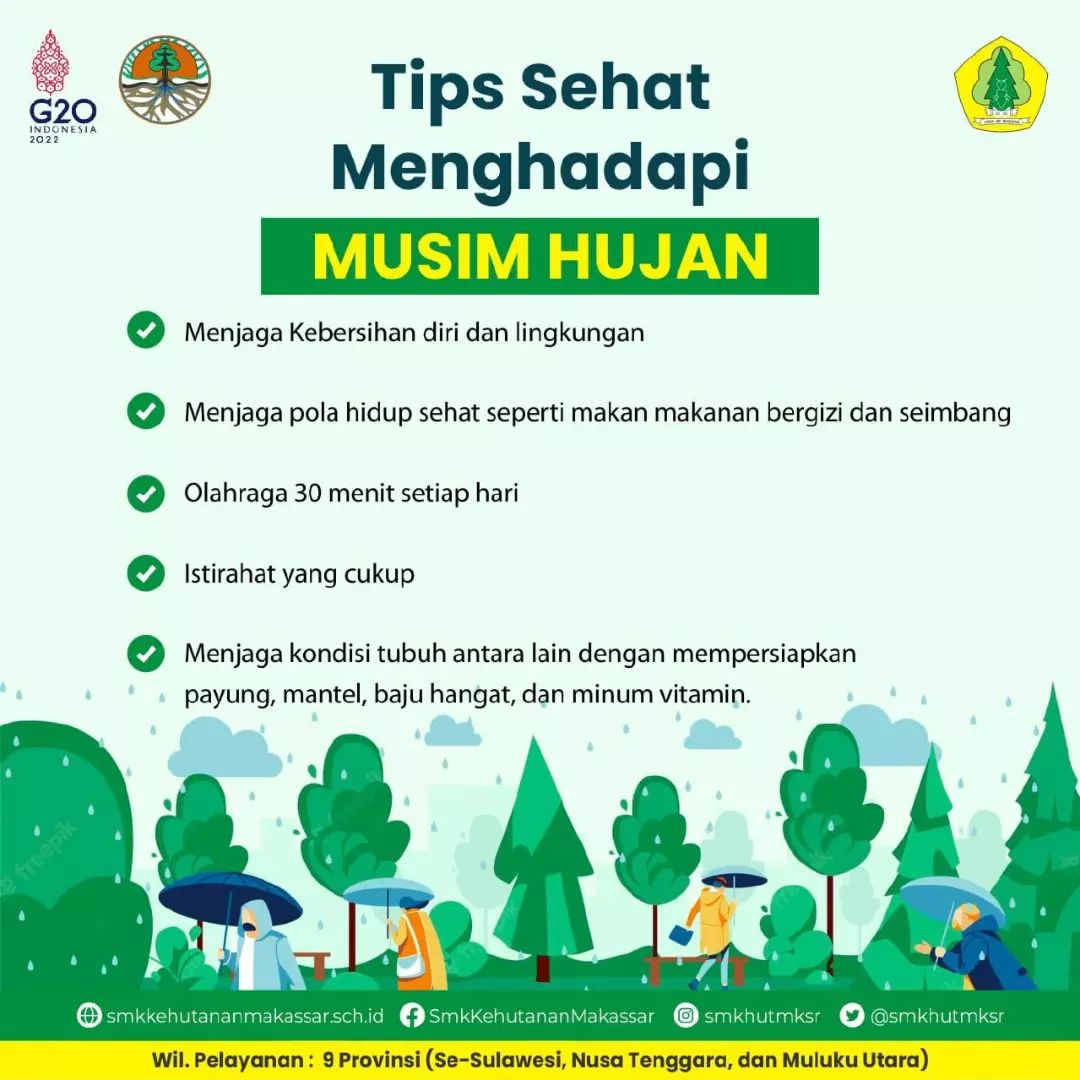 G20
INDONESIA
2022
Tips Sehat
Menghadapi
MUSIM HUJAN
Menjaga Kebersihan diri dan lingkungan
Menjaga pola hidup sehat seperti makan makanan bergizi dan seimbang
Olahraga 30 menit setiap hari
Istirahat yang cukup
Menjaga kondisi tubuh antara lain dengan mempersiapkan
payung, mantel, baju hangat, dan minum vitamin.
freepik
smkkehutananmakassar.sch.id SmkKehutananMakassar smkhutmksr @smkhutmksr
Wil. Pelayanan : 9 Provinsi (Se-Sulawesi, Nusa Tenggara, dan Muluku Utara)